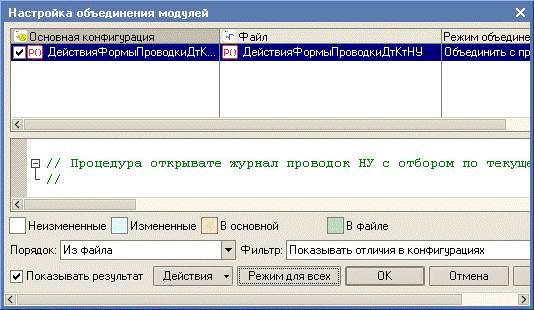 Настройка объединения модулей
Основная конфигурация Файл Режим объедине
P() ДействияФормыПроводкиДтК... P() ДействияФормыПроводкиДтКтНУ Объединить с пр
// Процедура открывате журнал проводок НУ с отбором по текуще
//
Неизмененные Измененные В основной В файле
Порядок: Из файла Фильтр: Показывать отличия в конфигурациях
Показывать результат Действия Режим для всех OK Отмена